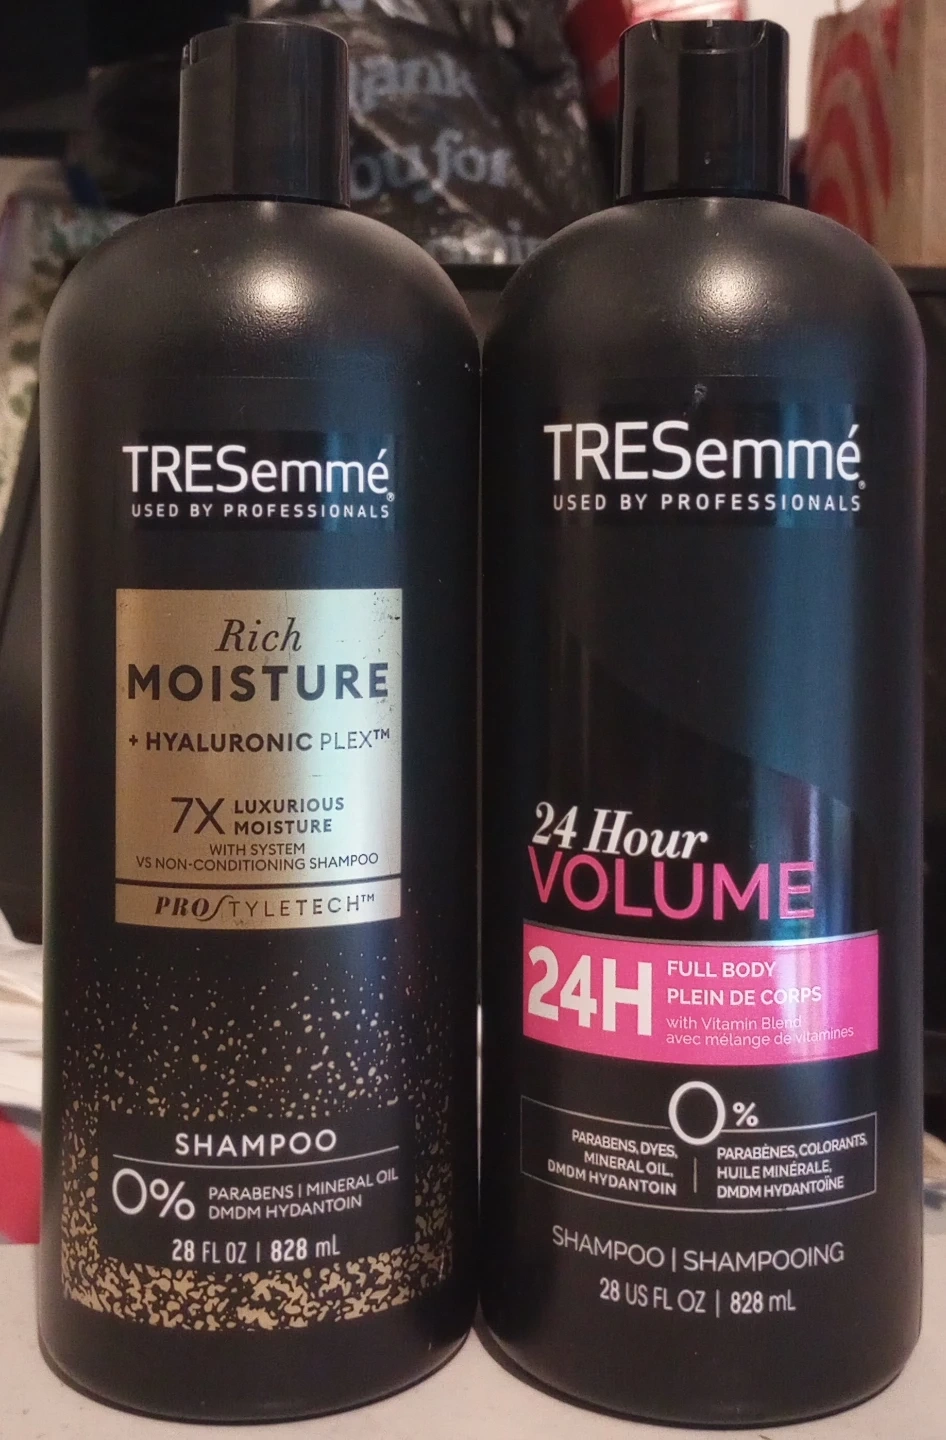 Thank
you for
TRESemmé®
USED BY PROFESSIONALS
Rich
MOISTURE
+ HYALURONIC PLEX™
7X LUXURIOUS
MOISTURE
WITH SYSTEM
VS NON-CONDITIONING SHAMPOO
PROSTYLETECH™
SHAMPOO
0% PARABENS | MINERAL OIL
DMDM HYDANTOIN
28 FL OZ | 828 mL
TRESemmé®
USED BY PROFESSIONALS
24 Hour
VOLUME
24H FULL BODY
PLEIN DE CORPS
with Vitamin Blend
avec mélange de vitamines
0%
PARABENS, DYES,
MINERAL OIL,
DMDM HYDANTOIN
PARABÈNES, COLORANTS,
HUILE MINÉRALE,
DMDM HYDANTOÏNE
SHAMPOO | SHAMPOOING
28 US FL OZ | 828 mL